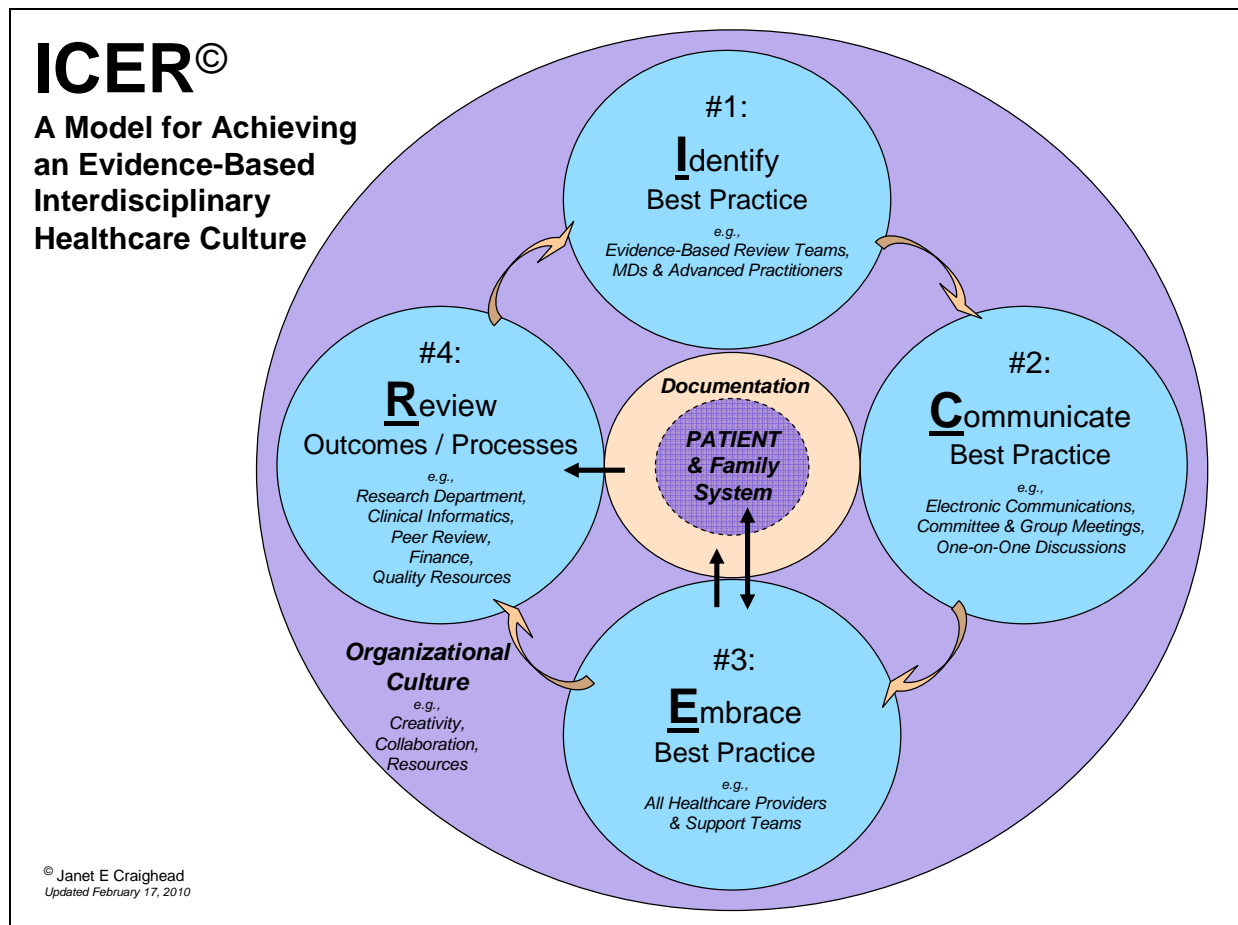 ICER©
A Model for Achieving
an Evidence-Based
Interdisciplinary
Healthcare Culture
#1:
Identify
Best Practice
e.g.,
Evidence-Based Review Teams,
MDs & Advanced Practitioners
#2:
Communicate
Best Practice
e.g.,
Electronic Communications,
Committee & Group Meetings,
One-on-One Discussions
#3:
Embrace
Best Practice
e.g.,
All Healthcare Providers
& Support Teams
#4:
Review
Outcomes / Processes
e.g.,
Research Department,
Clinical Informatics,
Peer Review,
Finance,
Quality Resources
Documentation
PATIENT
& Family
System
Organizational
Culture
e.g.,
Creativity,
Collaboration,
Resources
© Janet E Craighead
Updated February 17, 2010